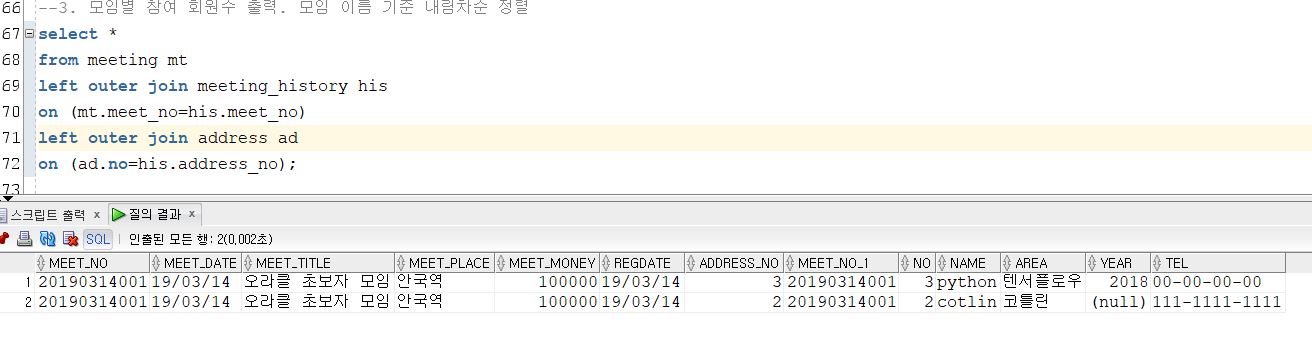 66 --3. 모임별 참여 회원수 출력. 모임 이름 기준 내림차순 정렬
67 select *
68 from meeting mt
69 left outer join meeting_history his
70 on (mt.meet_no=his.meet_no)
71 left outer join address ad
72 on (ad.no=his.address_no);
73
스크립트 출력 x 질의 결과 x
SQL | 인출된 모든 행: 2(0,002초)
MEET_NO MEET_DATE MEET_TITLE MEET_PLACE MEET_MONEY REGDATE ADDRESS_NO MEET_NO_1 NO NAME AREA YEAR TEL
1 20190314001 19/03/14 오라클 초보자 모임 안국역 100000 19/03/14 3 20190314001 3 python 텐서플로우 2018 00-00-00-00
2 20190314001 19/03/14 오라클 초보자 모임 안국역 100000 19/03/14 2 20190314001 2 cotlin 코틀린 (null) 111-1111-1111